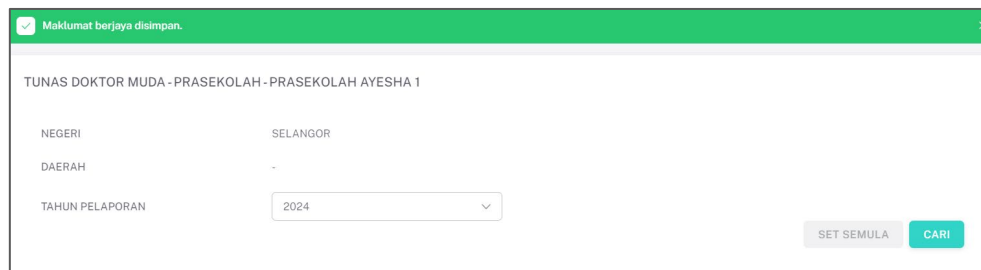 Maklumat berjaya disimpan.
TUNAS DOKTOR MUDA - PRASEKOLAH - PRASEKOLAH AYESHA 1
NEGERI SELANGOR
DAERAH -
TAHUN PELAPORAN 2024
SET SEMULA CARI